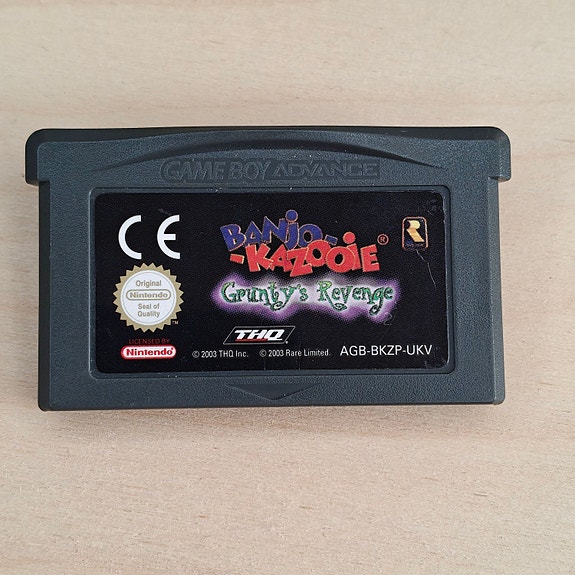 GAME BOY ADVANCE
CE
BANJO-
-KAZOOIE®
Grunty's Revenge
R
Original
Nintendo
Seal of
Quality
TM
THQ
LICENSED BY
Nintendo
© 2003 THQ Inc. © 2003 Rare Limited. AGB-BKZP-UKV